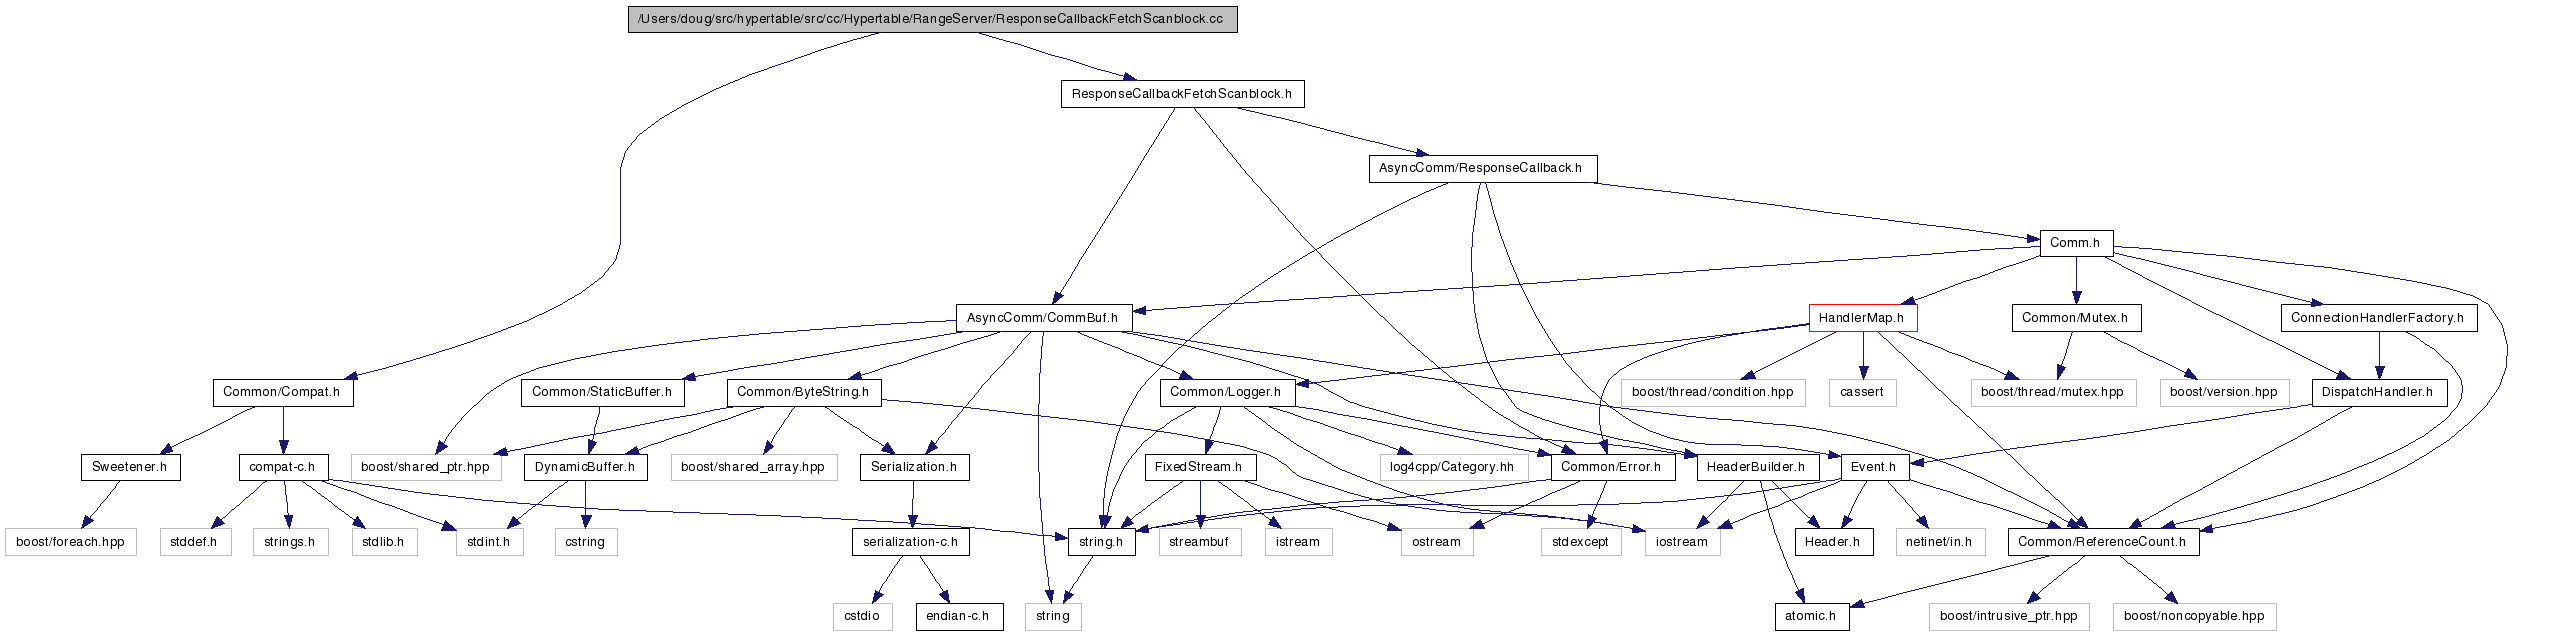 /Users/doug/src/hypertable/src/cc/Hypertable/RangeServer/ResponseCallbackFetchScanblock.cc
ResponseCallbackFetchScanblock.h
AsyncComm/ResponseCallback.h
Comm.h
AsyncComm/CommBuf.h
HandlerMap.h
Common/Mutex.h
ConnectionHandlerFactory.h
Common/Compat.h
Common/StaticBuffer.h
Common/ByteString.h
Common/Logger.h
boost/thread/condition.hpp
cassert
boost/thread/mutex.hpp
boost/version.hpp
DispatchHandler.h
Sweetener.h
compat-c.h
boost/shared_ptr.hpp
DynamicBuffer.h
boost/shared_array.hpp
Serialization.h
FixedStream.h
log4cpp/Category.hh
Common/Error.h
HeaderBuilder.h
Event.h
boost/foreach.hpp
stddef.h
strings.h
stdlib.h
stdint.h
cstring
serialization-c.h
string.h
streambuf
istream
ostream
stdexcept
iostream
Header.h
netinet/in.h
Common/ReferenceCount.h
cstdio
endian-c.h
string
atomic.h
boost/intrusive_ptr.hpp
boost/noncopyable.hpp